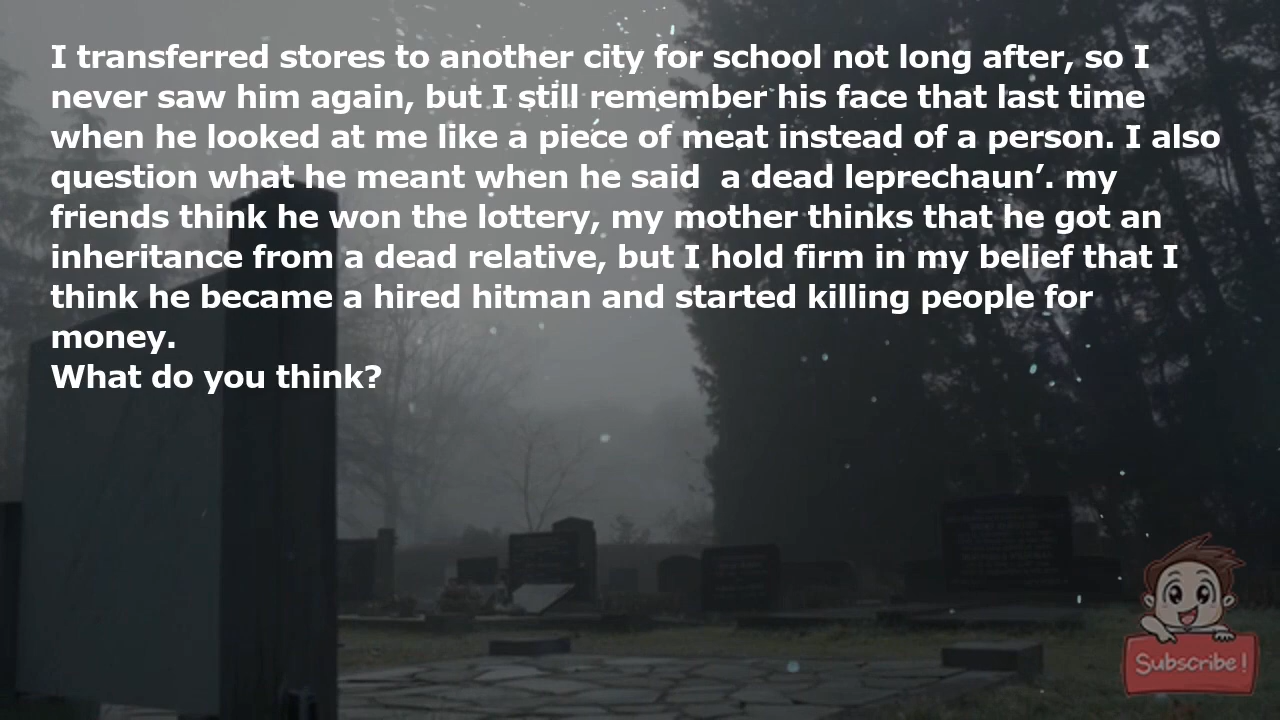 I transferred stores to another city for school not long after, so I
never saw him again, but I still remember his face that last time
when he looked at me like a piece of meat instead of a person. I also
question what he meant when he said  a dead leprechaun’. my
friends think he won the lottery, my mother thinks that he got an
inheritance from a dead relative, but I hold firm in my belief that I
think he became a hired hitman and started killing people for
money.
What do you think?
Subscribe!